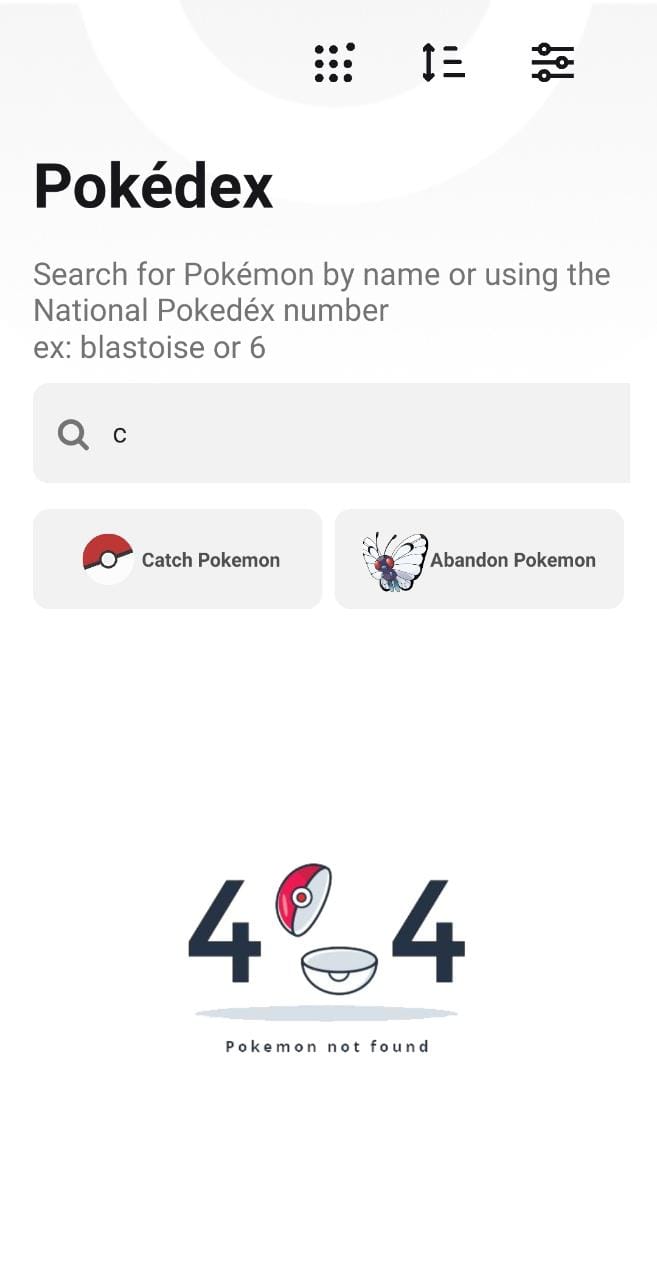 Pokédex
Search for Pokémon by name or using the
National Pokedéx number
ex: blastoise or 6
c
Catch Pokemon
Abandon Pokemon
4 4
Pokemon not found